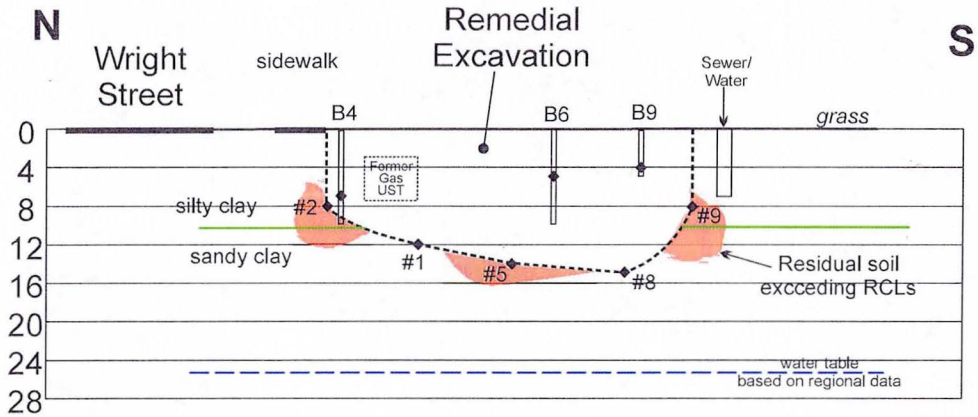 N
S
Remedial
Excavation
Wright
Street
sidewalk
Sewer/
Water
B4
B6
B9
grass
0
4
8
12
16
20
24
28
Former
Gas
UST
silty clay
sandy clay
#2
#1
#5
#8
#9
Residual soil
exccceding RCLs
water table
based on regional data